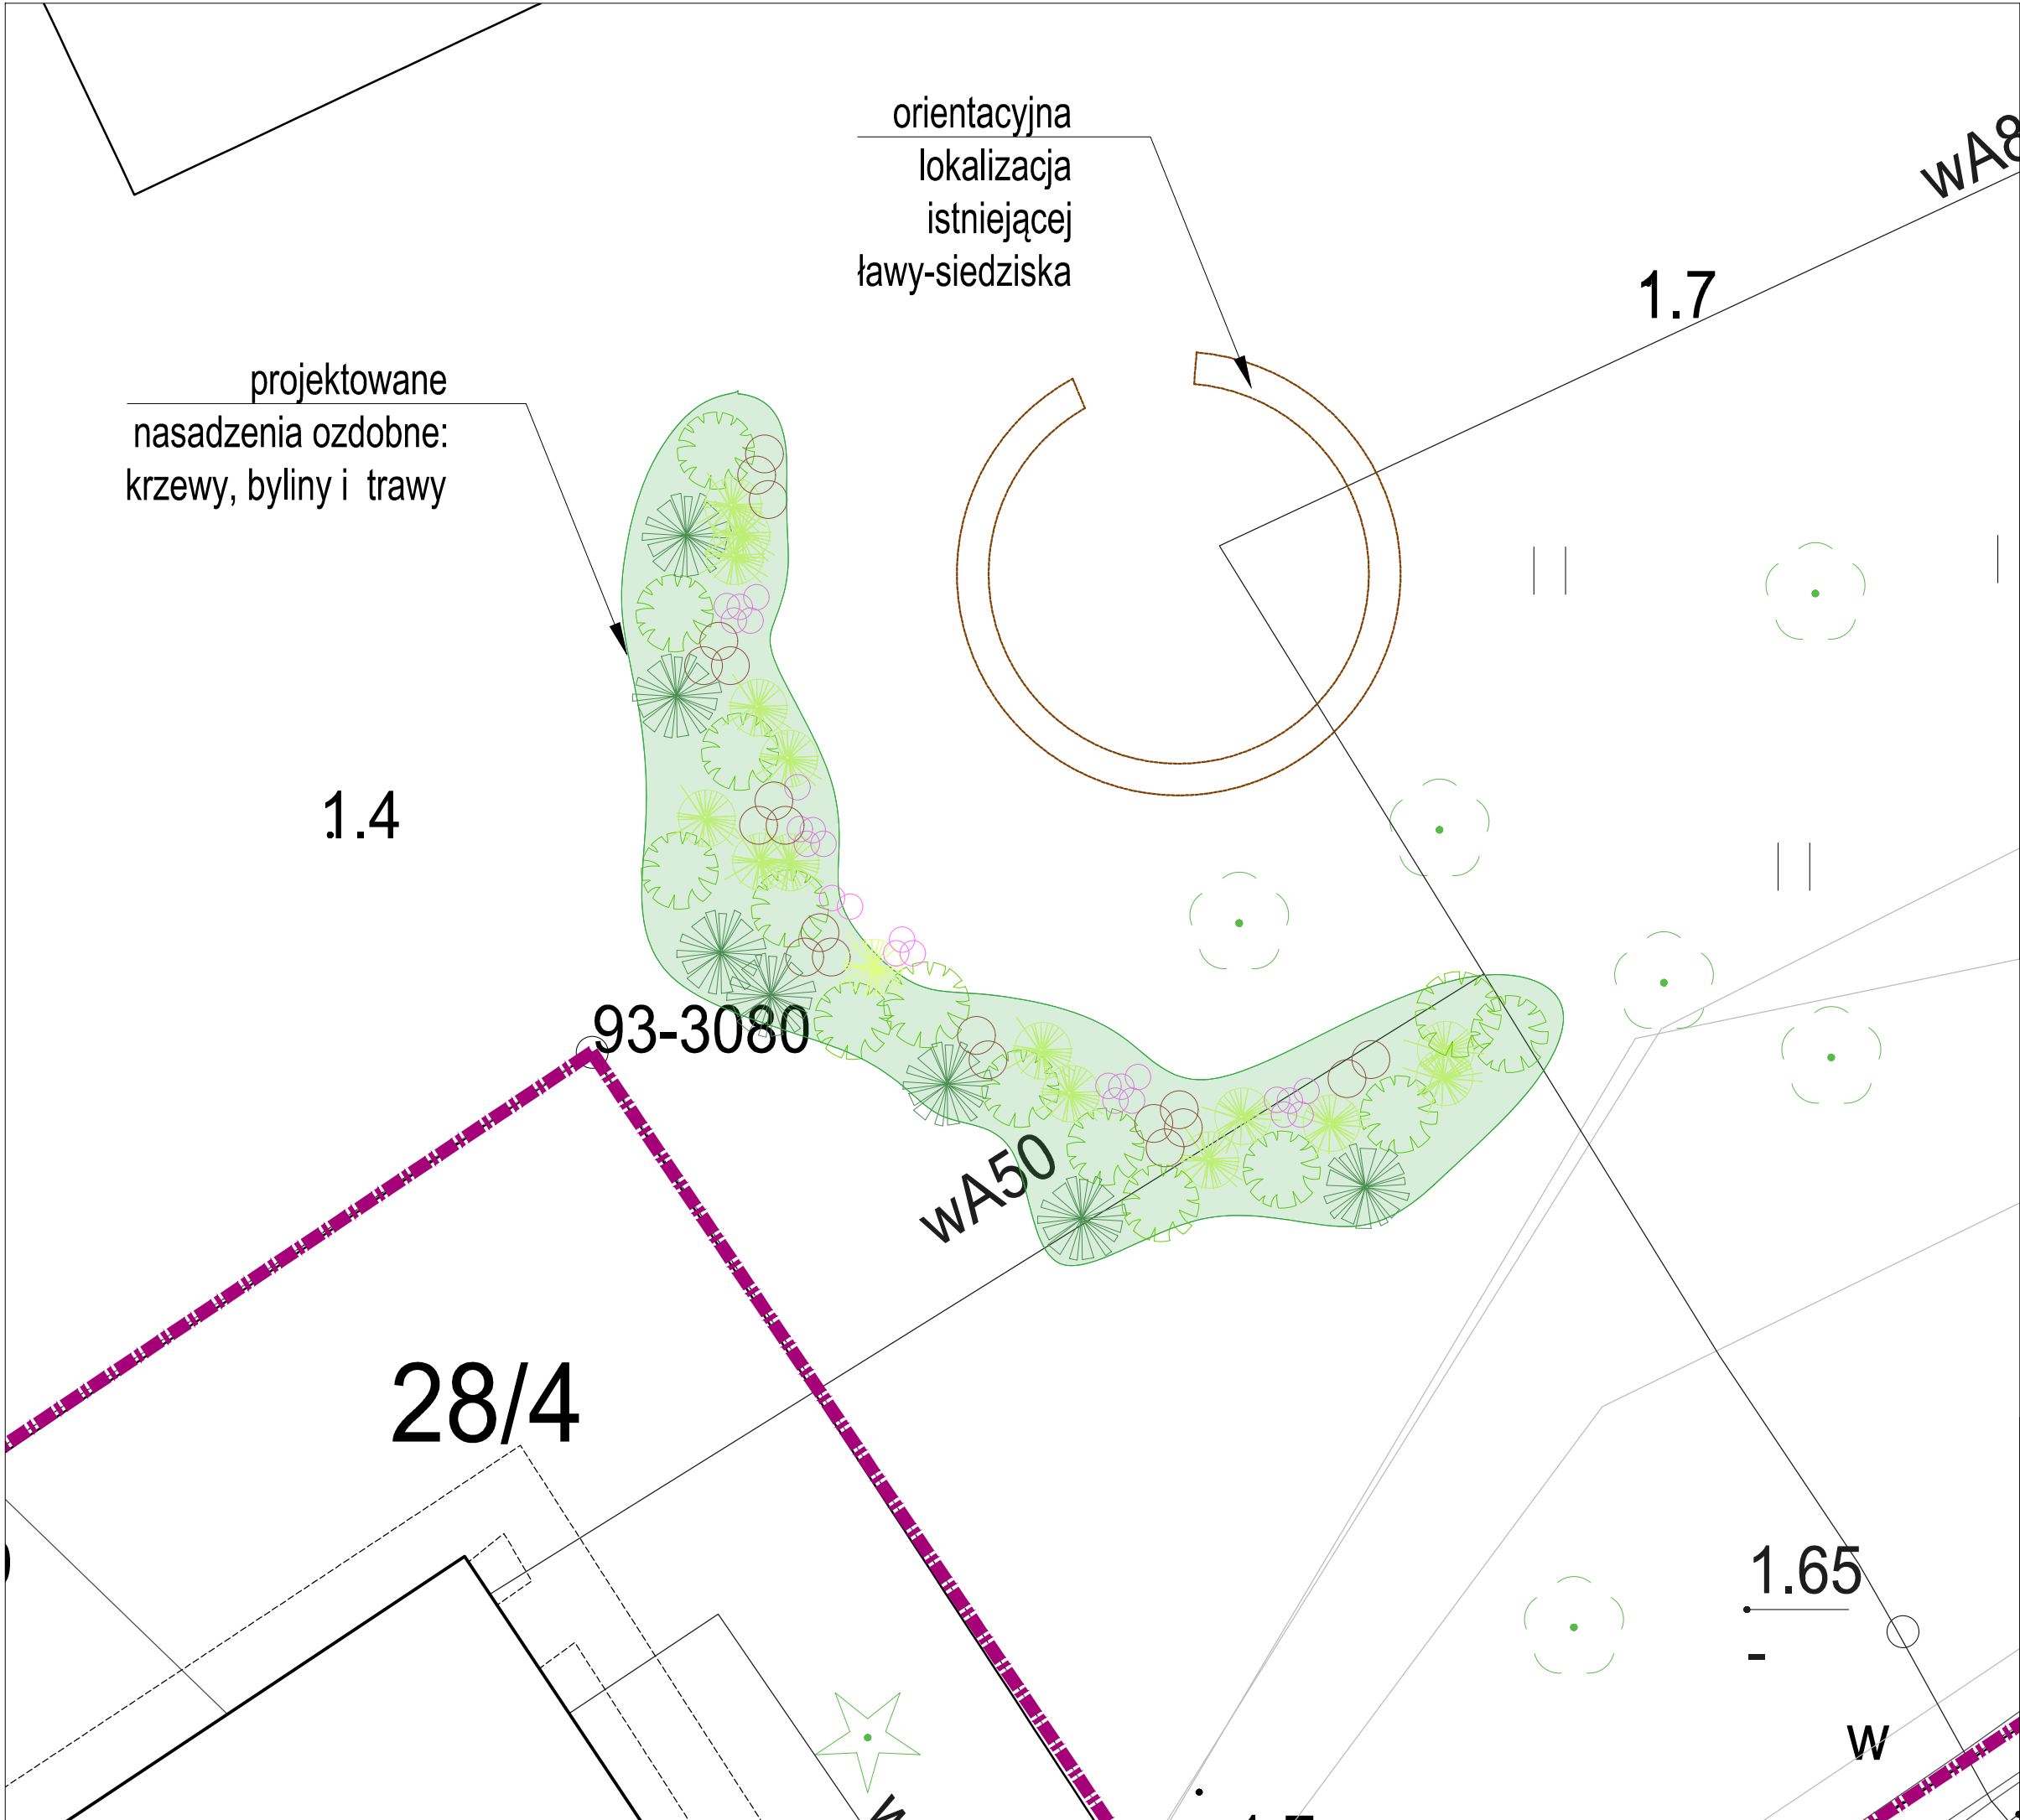 orientacyjna
lokalizacja
istniejącej
ławy-siedziska
wA8
1.7
projektowane
nasadzenia ozdobne:
krzewy, byliny i trawy
1.4
93-3080
wA50
28/4
1.65
-
w